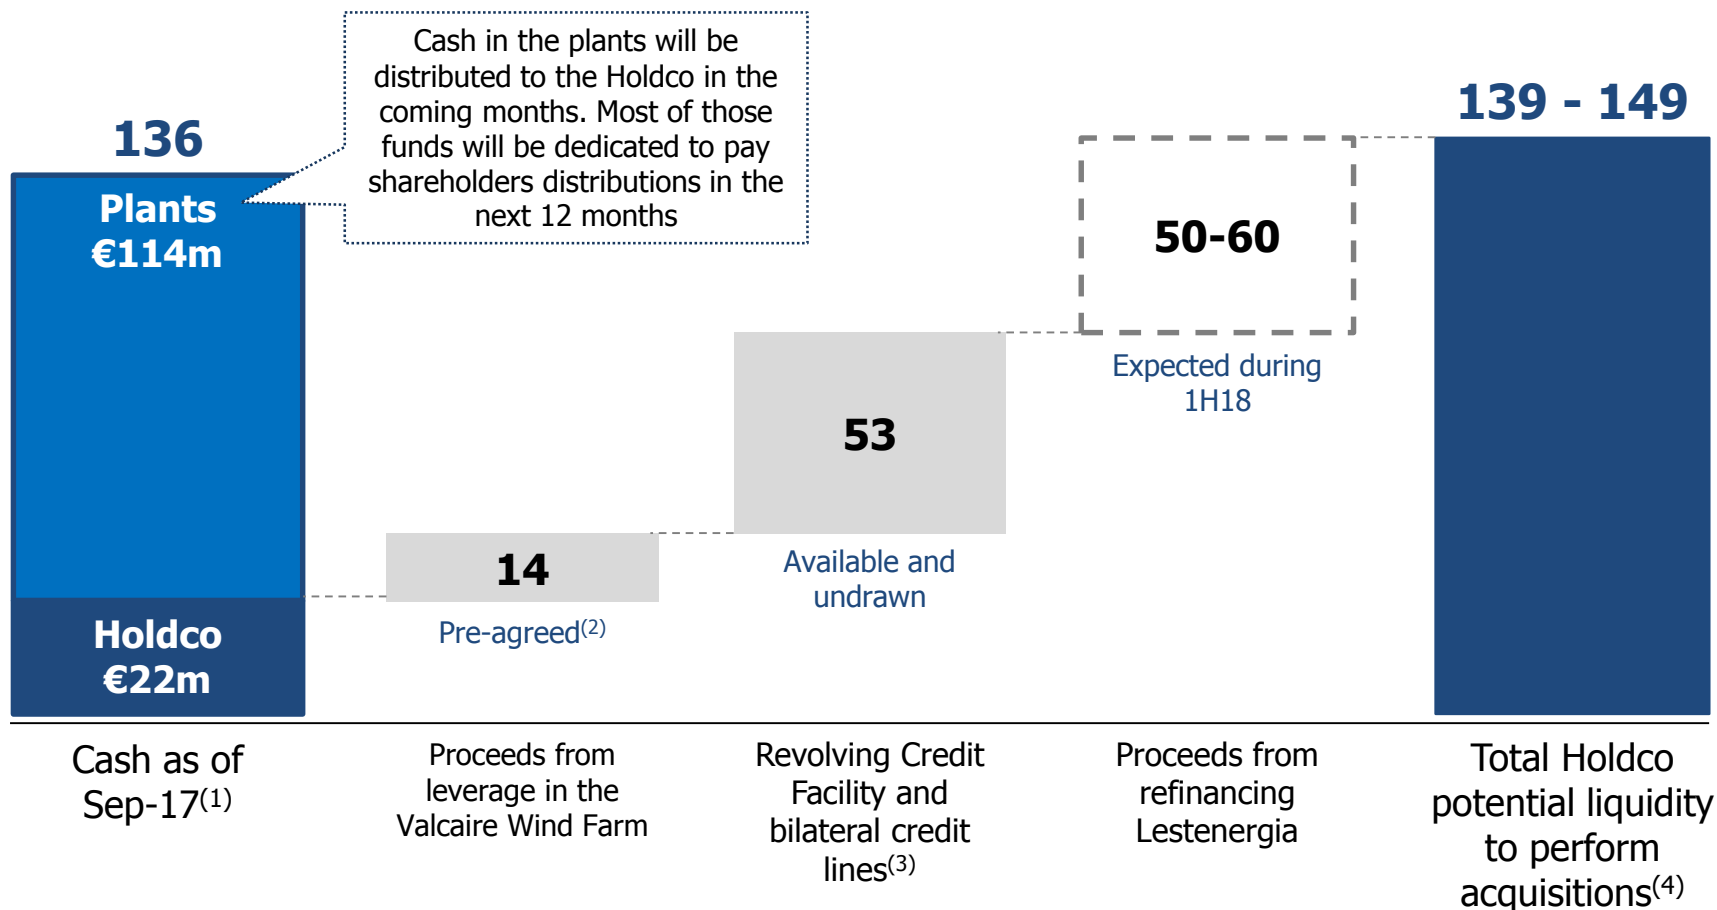 Cash in the plants will be
distributed to the Holdco in the
coming months. Most of those
funds will be dedicated to pay
shareholders distributions in the
next 12 months
136
Plants
€114m
Holdco
€22m
14
Pre-agreed(2)
53
Available and
undrawn
50-60
Expected during
1H18
139 - 149
Cash as of
Sep-17(1)
Proceeds from
leverage in the
Valcaire Wind Farm
Revolving Credit
Facility and
bilateral credit
lines(3)
Proceeds from
refinancing
Lestenergia
Total Holdco
potential liquidity
to perform
acquisitions(4)